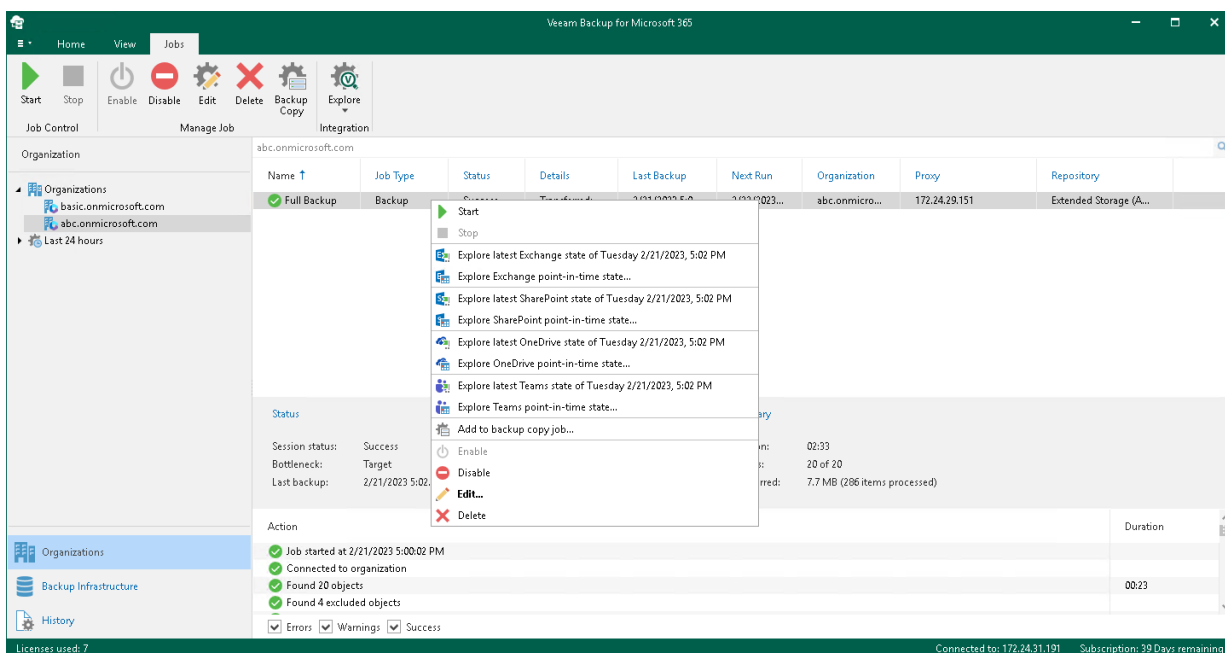 Veeam Backup for Microsoft 365
Home View Jobs
Start Stop Enable Disable Edit Delete Backup Copy Explore
Job Control Manage Job Integration
Organization
Organizations
basic.onmicrosoft.com
abc.onmicrosoft.com
Last 24 hours
abc.onmicrosoft.com
Name Job Type Status Details Last Backup Next Run Organization Proxy Repository
Full Backup Backup abc.onmicro... 172.24.29.151 Extended Storage (A...
Start
Stop
Explore latest Exchange state of Tuesday 2/21/2023, 5:02 PM
Explore Exchange point-in-time state...
Explore latest SharePoint state of Tuesday 2/21/2023, 5:02 PM
Explore SharePoint point-in-time state...
Explore latest OneDrive state of Tuesday 2/21/2023, 5:02 PM
Explore OneDrive point-in-time state...
Explore latest Teams state of Tuesday 2/21/2023, 5:02 PM
Explore Teams point-in-time state...
Add to backup copy job...
Enable
Disable
Edit...
Delete
Status
Session status: Success
Bottleneck: Target
Last backup: 2/21/2023 5:02
02:33
20 of 20
7.7 MB (286 items processed)
Action Duration
Job started at 2/21/2023 5:00:02 PM
Connected to organization
Found 20 objects 00:23
Found 4 excluded objects
Errors Warnings Success
Organizations
Backup Infrastructure
History
Licenses used: 7 Connected to: 172.24.31.191 Subscription: 39 Days remaining